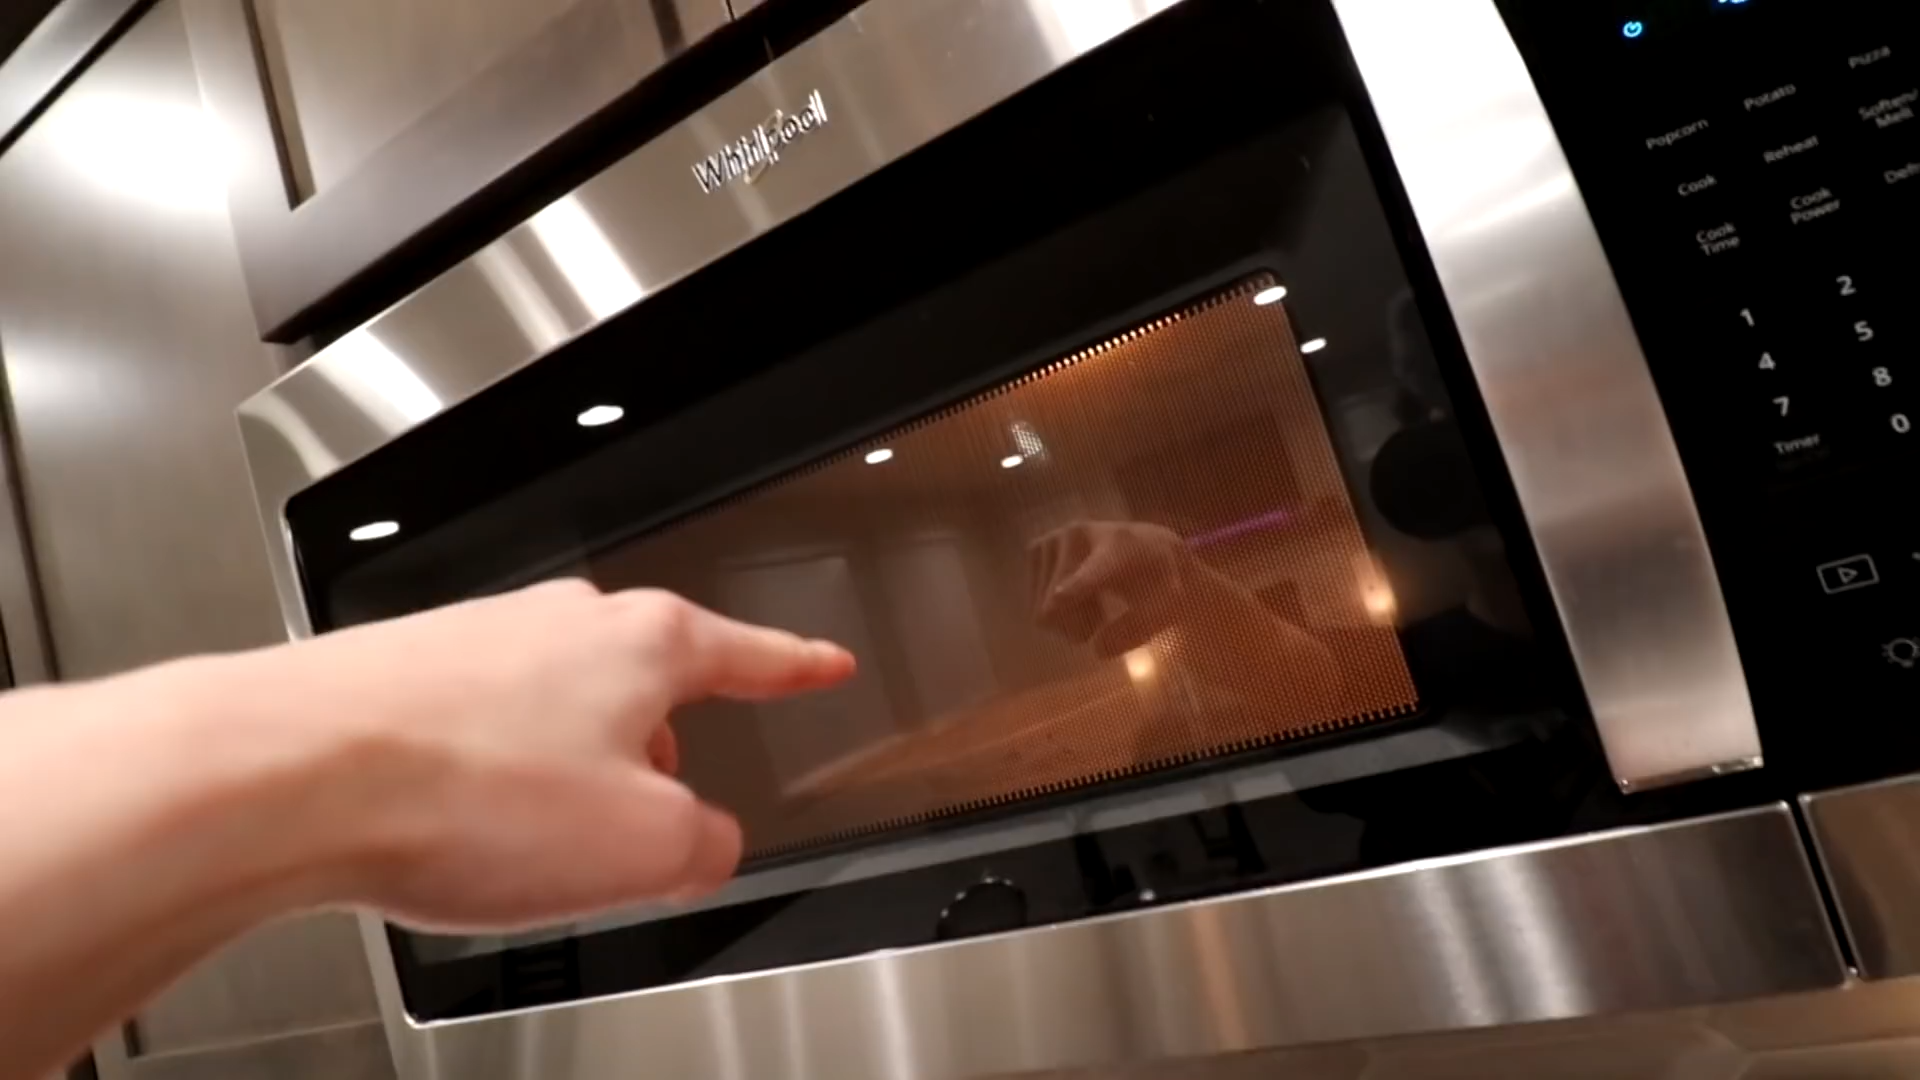 Whirlpool
Popcorn Potato Pizza
Cook Reheat Soften/ Melt
Cook Time Cook Power
1 2
4 5
7 8
Timer 0